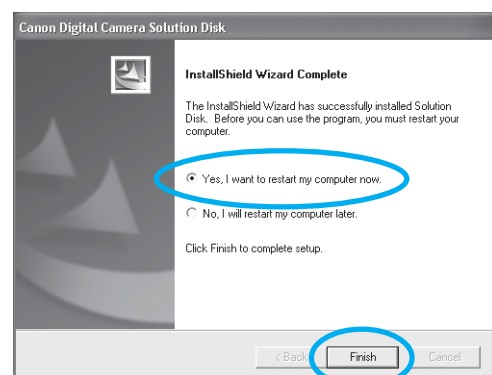 Canon Digital Camera Solution Disk
InstallShield Wizard Complete
The InstallShield Wizard has successfully installed Solution
Disk. Before you can use the program, you must restart your
computer.
Yes, I want to restart my computer now.
No, I will restart my computer later.
Click Finish to complete setup.
< Back Finish Cancel